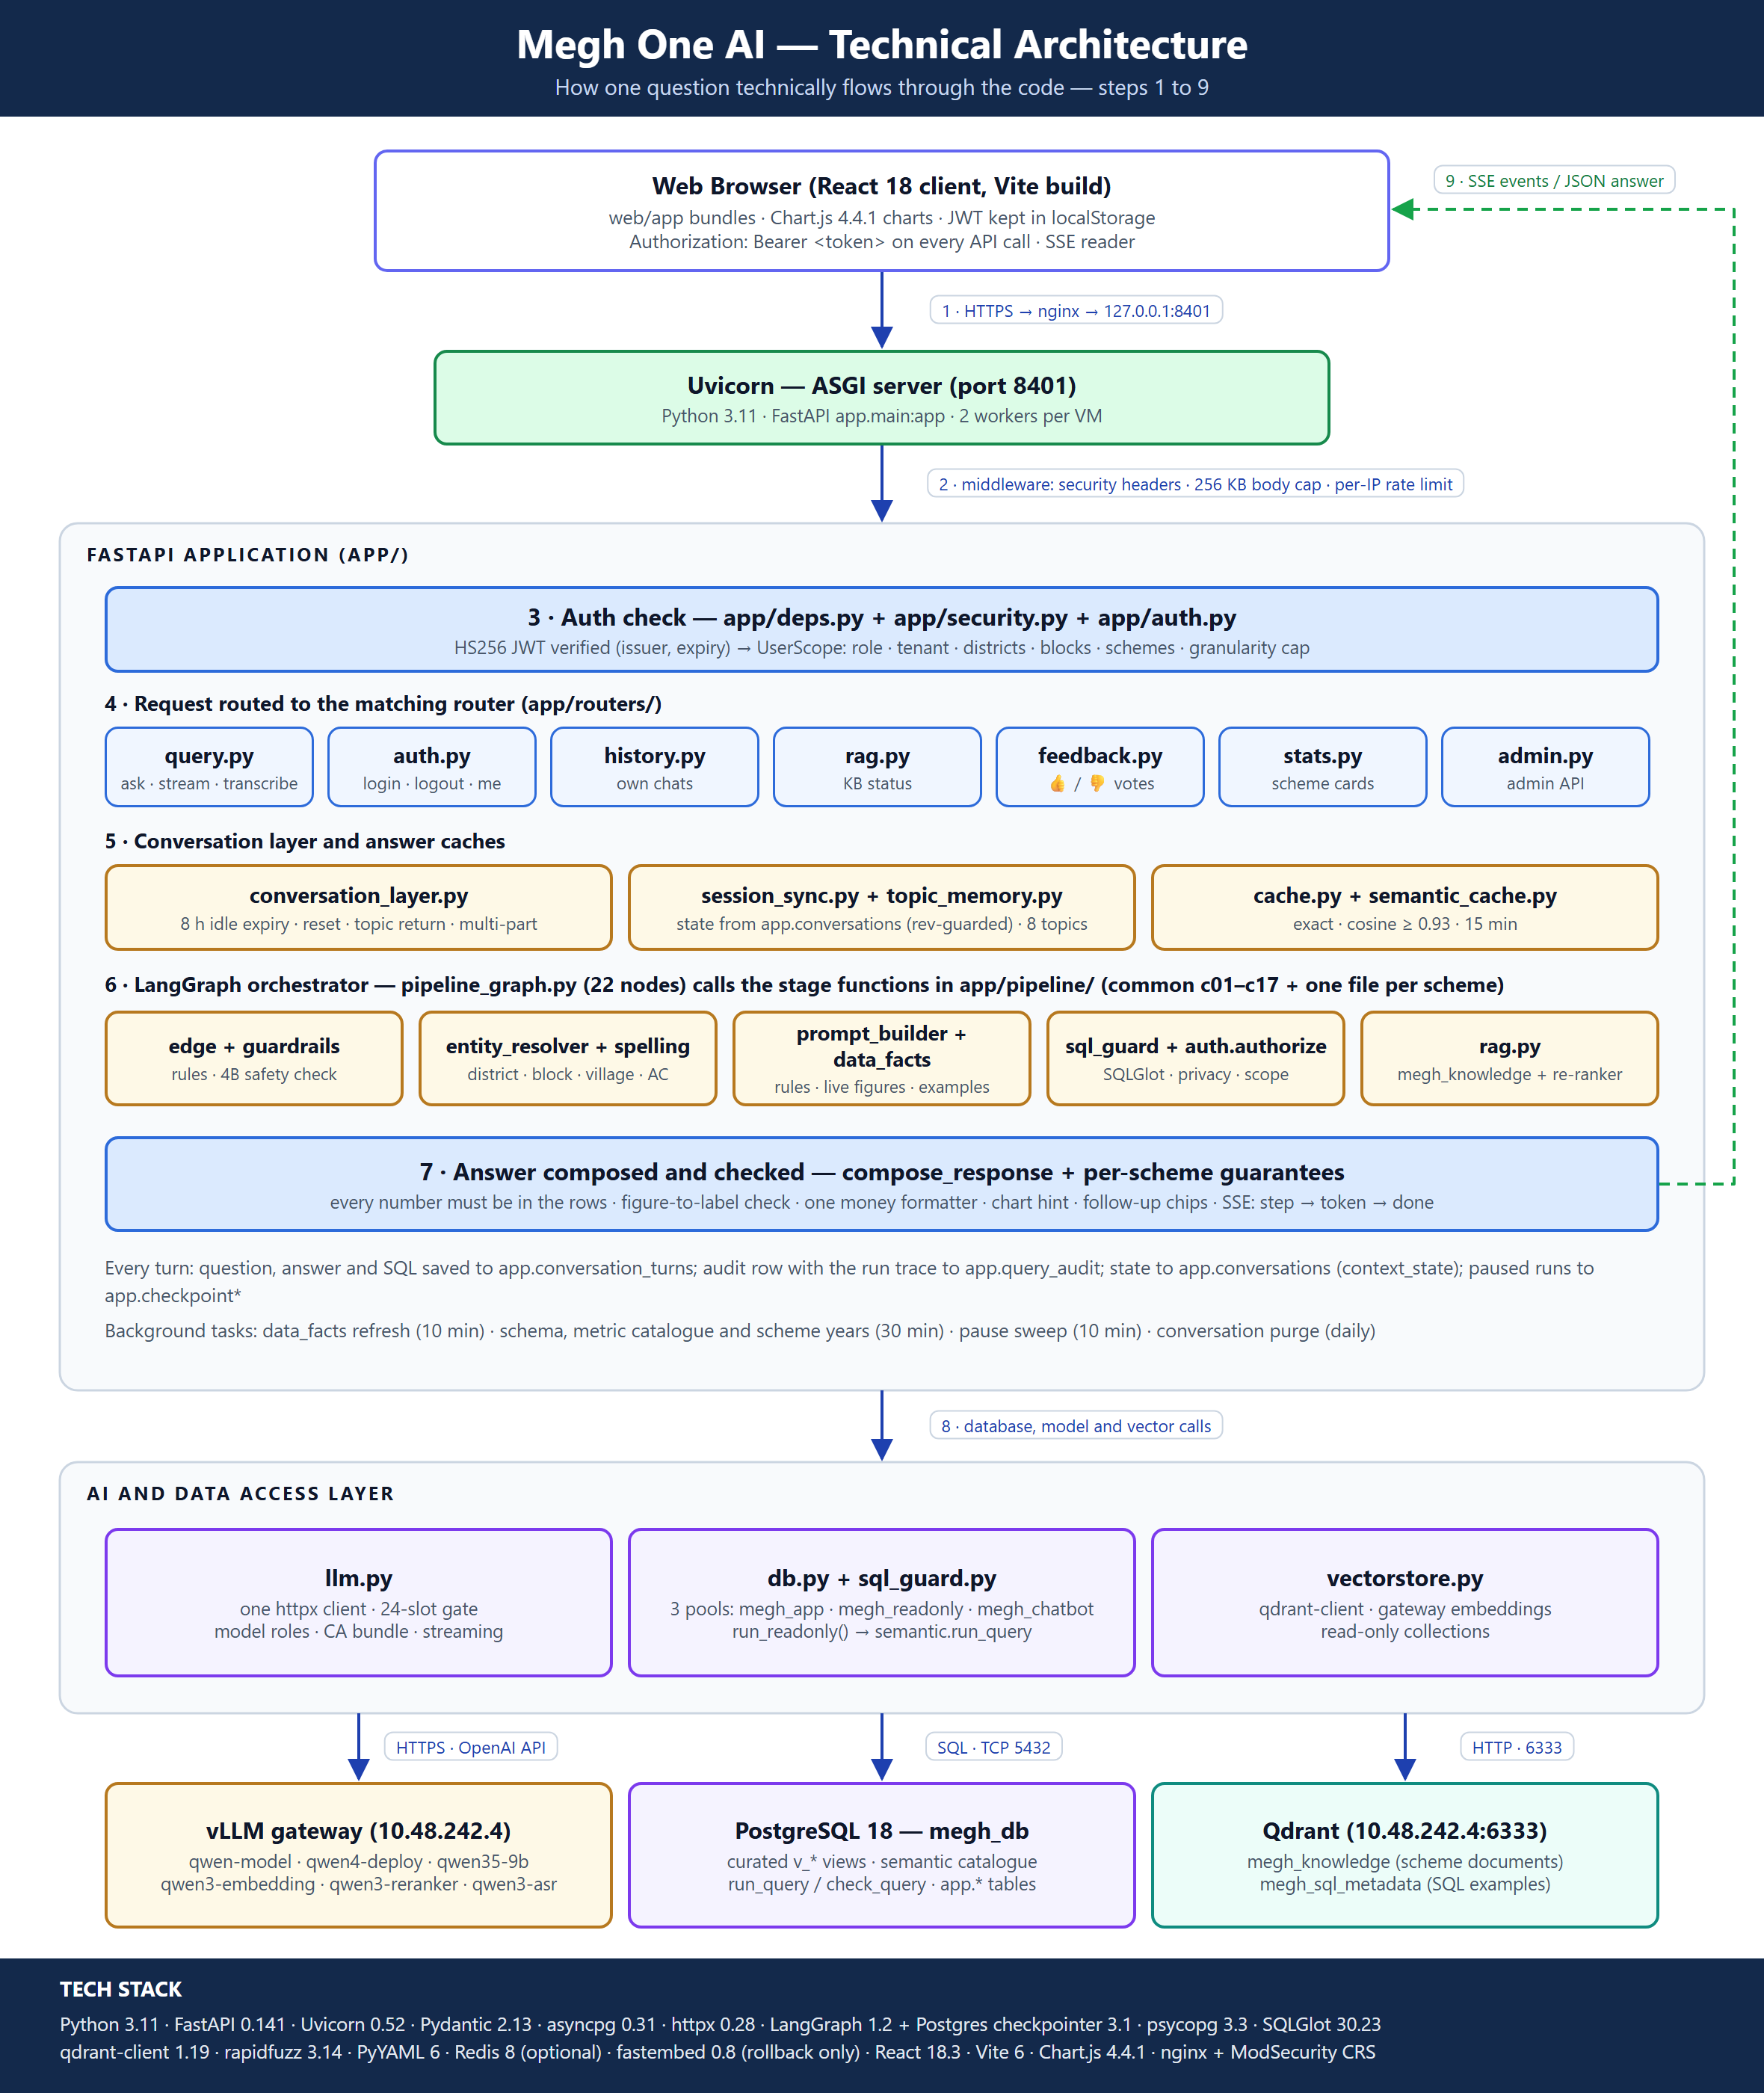 Megh One AI — Technical Architecture
How one question technically flows through the code — steps 1 to 9
Web Browser (React 18 client, Vite build)
web/app bundles · Chart.js 4.4.1 charts · JWT kept in localStorage
Authorization: Bearer <token> on every API call · SSE reader
9 · SSE events / JSON answer
1 · HTTPS → nginx → 127.0.0.1:8401
Uvicorn — ASGI server (port 8401)
Python 3.11 · FastAPI app.main:app · 2 workers per VM
2 · middleware: security headers · 256 KB body cap · per-IP rate limit
FASTAPI APPLICATION (APP/)
3 · Auth check — app/deps.py + app/security.py + app/auth.py
HS256 JWT verified (issuer, expiry) → UserScope: role · tenant · districts · blocks · schemes · granularity cap
4 · Request routed to the matching router (app/routers/)
query.py
ask · stream · transcribe
auth.py
login · logout · me
history.py
own chats
rag.py
KB status
feedback.py
👍 / 👎 votes
stats.py
scheme cards
admin.py
admin API
5 · Conversation layer and answer caches
conversation_layer.py
8 h idle expiry · reset · topic return · multi-part
session_sync.py + topic_memory.py
state from app.conversations (rev-guarded) · 8 topics
cache.py + semantic_cache.py
exact · cosine ≥ 0.93 · 15 min
6 · LangGraph orchestrator — pipeline_graph.py (22 nodes) calls the stage functions in app/pipeline/ (common c01–c17 + one file per scheme)
edge + guardrails
rules · 4B safety check
entity_resolver + spelling
district · block · village · AC
prompt_builder +
data_facts
rules · live figures · examples
sql_guard + auth.authorize
SQLGlot · privacy · scope
rag.py
megh_knowledge + re-ranker
7 · Answer composed and checked — compose_response + per-scheme guarantees
every number must be in the rows · figure-to-label check · one money formatter · chart hint · follow-up chips · SSE: step → token → done
Every turn: question, answer and SQL saved to app.conversation_turns; audit row with the run trace to app.query_audit; state to app.conversations (context_state); paused runs to
app.checkpoint*
Background tasks: data_facts refresh (10 min) · schema, metric catalogue and scheme years (30 min) · pause sweep (10 min) · conversation purge (daily)
8 · database, model and vector calls
AI AND DATA ACCESS LAYER
llm.py
one httpx client · 24-slot gate
model roles · CA bundle · streaming
db.py + sql_guard.py
3 pools: megh_app · megh_readonly · megh_chatbot
run_readonly() → semantic.run_query
vectorstore.py
qdrant-client · gateway embeddings
read-only collections
HTTPS · OpenAI API
SQL · TCP 5432
HTTP · 6333
vLLM gateway (10.48.242.4)
qwen-model · qwen4-deploy · qwen35-9b
qwen3-embedding · qwen3-reranker · qwen3-asr
PostgreSQL 18 — megh_db
curated v_* views · semantic catalogue
run_query / check_query · app.* tables
Qdrant (10.48.242.4:6333)
megh_knowledge (scheme documents)
megh_sql_metadata (SQL examples)
TECH STACK
Python 3.11 · FastAPI 0.141 · Uvicorn 0.52 · Pydantic 2.13 · asyncpg 0.31 · httpx 0.28 · LangGraph 1.2 + Postgres checkpointer 3.1 · psycopg 3.3 · SQLGlot 30.23
qdrant-client 1.19 · rapidfuzz 3.14 · PyYAML 6 · Redis 8 (optional) · fastembed 0.8 (rollback only) · React 18.3 · Vite 6 · Chart.js 4.4.1 · nginx + ModSecurity CRS